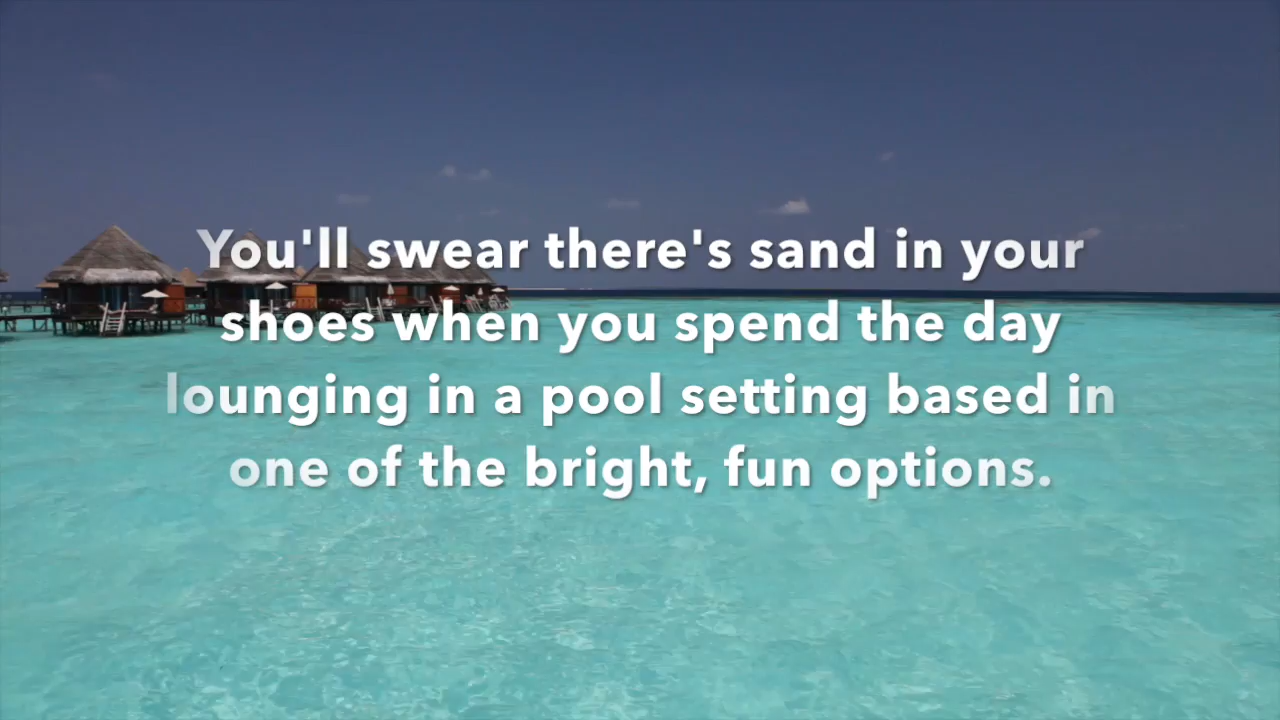 You'll swear there's sand in your
shoes when you spend the day
lounging in a pool setting based in
one of the bright, fun options.